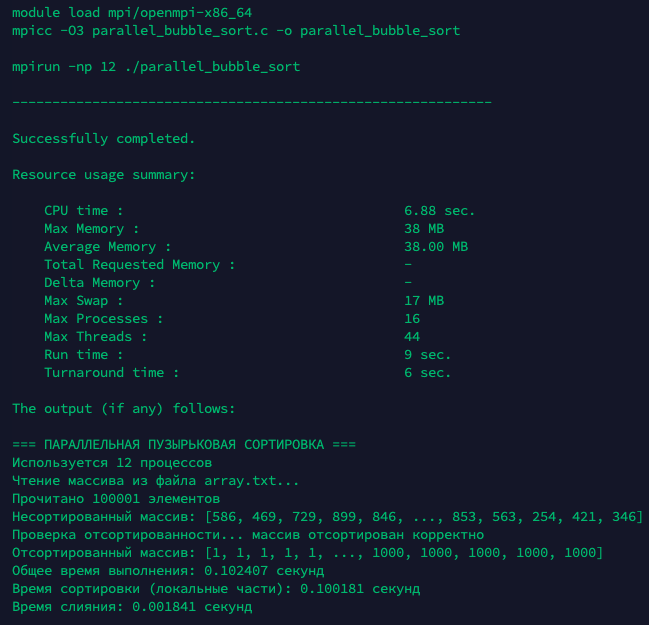 module load mpi/openmpi-x86_64
mpicc -O3 parallel_bubble_sort.c -o parallel_bubble_sort
mpirun -np 12 ./parallel_bubble_sort
------------------------------------------------------------
Successfully completed.
Resource usage summary:
CPU time : 6.88 sec.
Max Memory : 38 MB
Average Memory : 38.00 MB
Total Requested Memory : -
Delta Memory : -
Max Swap : 17 MB
Max Processes : 16
Max Threads : 44
Run time : 9 sec.
Turnaround time : 6 sec.
The output (if any) follows:
=== ПАРАЛЛЕЛЬНАЯ ПУЗЫРЬКОВАЯ СОРТИРОВКА ===
Используется 12 процессов
Чтение массива из файла array.txt...
Прочитано 100001 элементов
Несортированный массив: [586, 469, 729, 899, 846, ..., 853, 563, 254, 421, 346]
Проверка отсортированности... массив отсортирован корректно
Отсортированный массив: [1, 1, 1, 1, 1, ..., 1000, 1000, 1000, 1000, 1000]
Общее время выполнения: 0.102407 секунд
Время сортировки (локальные части): 0.100181 секунд
Время слияния: 0.001841 секунд